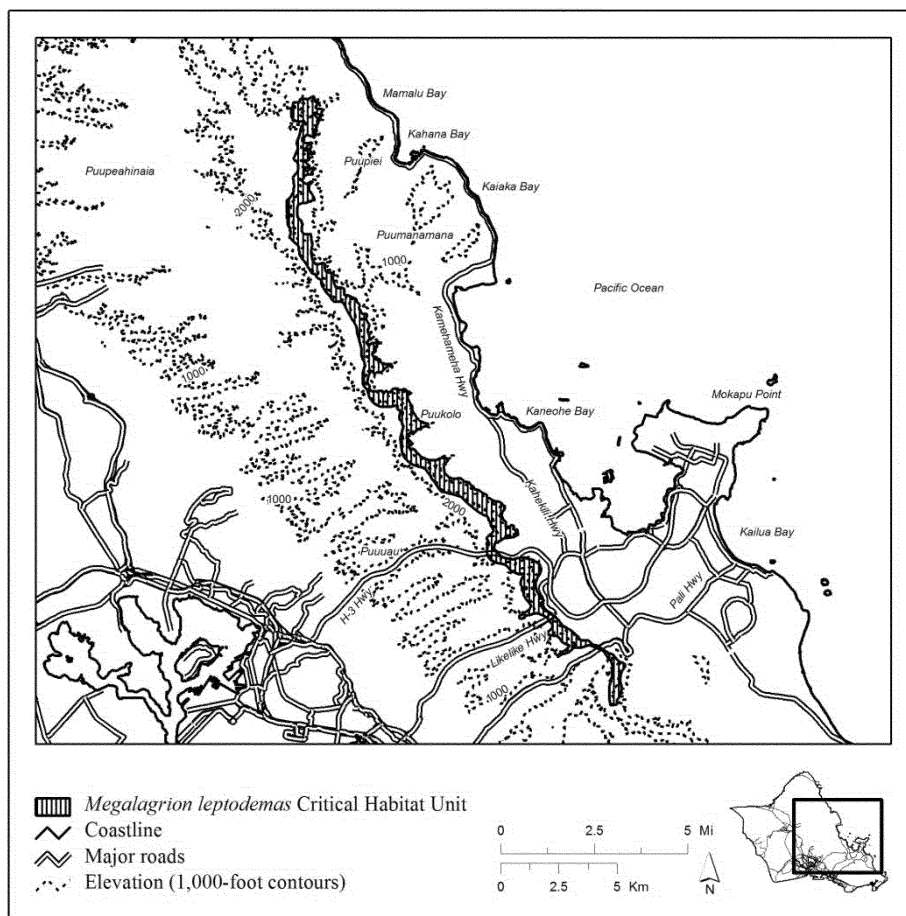 Mamalu Bay
Kahana Bay
Puupiei
Kaiaka Bay
Puupeahinaia
2000
Puumanamana
1000
Pacific Ocean
Kamehameha Hwy
1000
Mokapu Point
Puukolo
Kaneohe Bay
1000
2000
Kahekili Hwy
Kailua Bay
Puuuau
H-3 Hwy
Pali Hwy
Likelike Hwy
1000
Megalagrion leptodemas Critical Habitat Unit
Coastline
Major roads
Elevation (1,000-foot contours)
0 2.5 5 Mi
0 2.5 5 Km
N